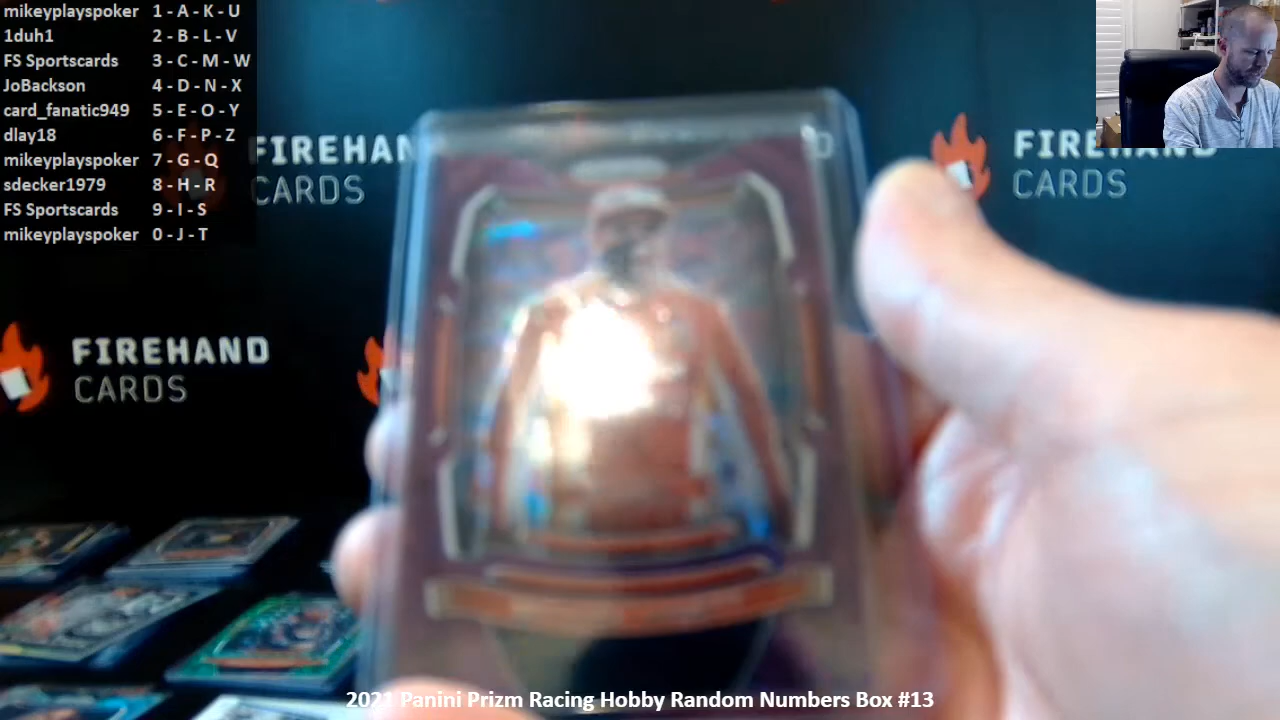 mikeyplayspoker 1 - A - K - U
1duh1 2 - B - L - V
FS Sportscards 3 - C - M - W
JoBackson 4 - D - N - X
card_fanatic949 5 - E - O - Y
dlay18 6 - F - P - Z
mikeyplayspoker 7 - G - Q
sdecker1979 8 - H - R
FS Sportscards 9 - I - S
mikeyplayspoker 0 - J - T
FIREHAN
CARDS
FIREHAND
CARDS
FIREHAND
CARDS
2021 Panini Prizm Racing Hobby Random Numbers Box #13